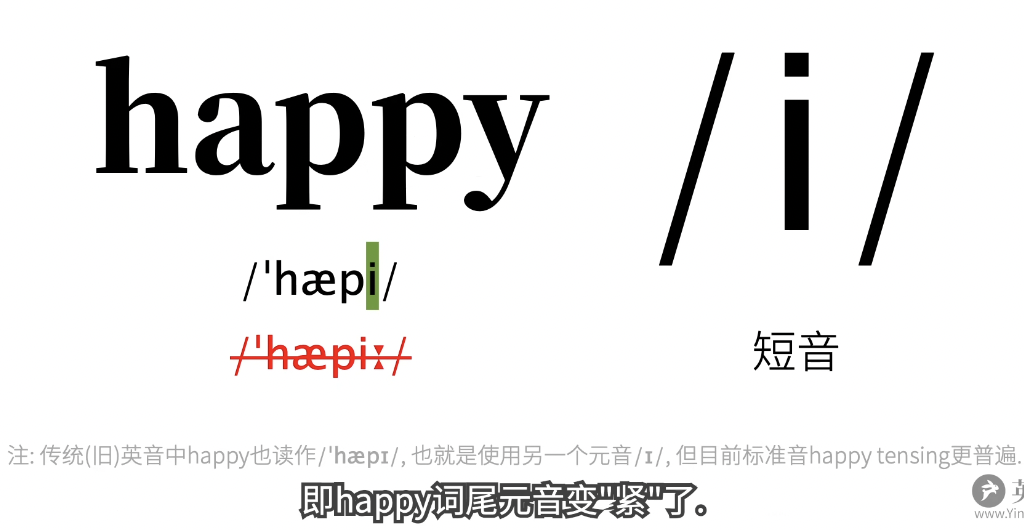 happy /i/
/ˈhæpi/
/ˈhæpiː/
短音
注: 传统(旧)英音中happy也读作/ˈhæpɪ/, 也就是使用另一个元音/ɪ/, 但目前标准音happy tensing更普遍.
即happy词尾元音变"紧"了。
英
www.Yin